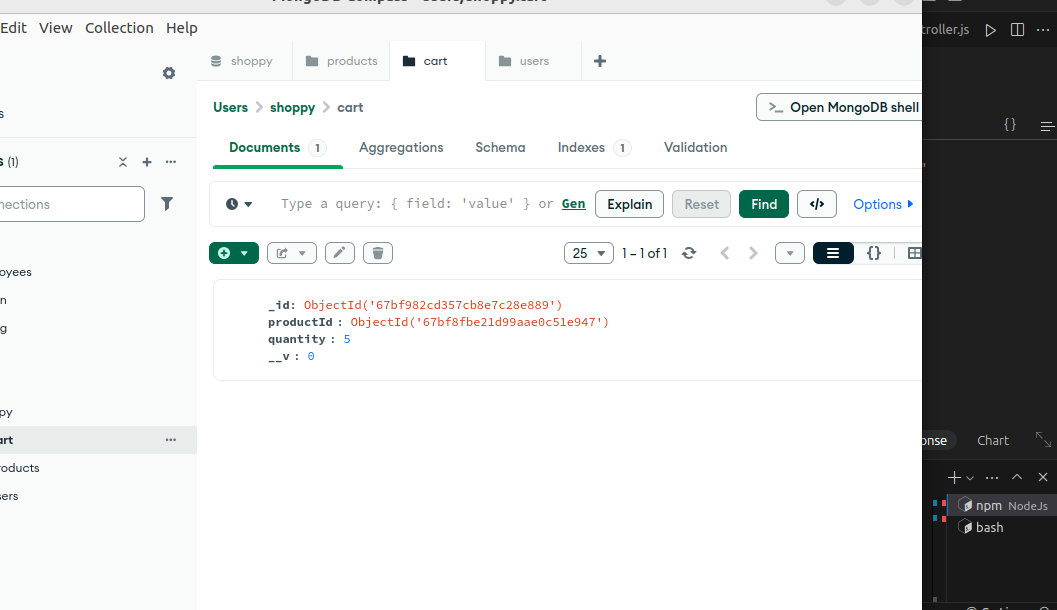 Edit View Collection Help
troller.js
shoppy products cart users
Users shoppy cart
>_ Open MongoDB shell
{}
Documents 1 Aggregations Schema Indexes 1 Validation
(1)
nections
Type a query: { field: 'value' } or Gen Explain Reset Find </> Options
25 1 – 1 of 1 {}
oyees
_id: ObjectId('67bf982cd357cb8e7c28e889')
productId : ObjectId('67bf8fbe21d99aae0c51e947')
quantity : 5
__v : 0
py
art
roducts
sers
onse Chart
npm NodeJs
bash